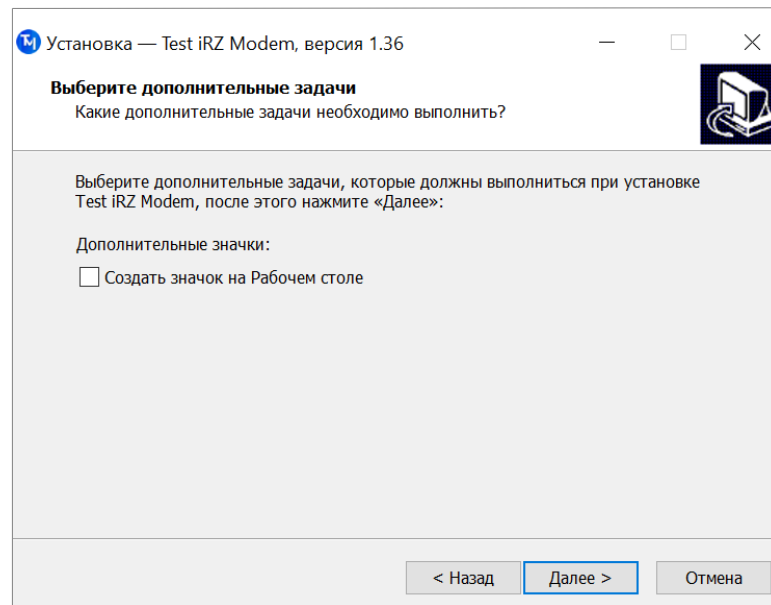 Установка — Test iRZ Modem, версия 1.36
Выберите дополнительные задачи
Какие дополнительные задачи необходимо выполнить?
Выберите дополнительные задачи, которые должны выполниться при установке
Test iRZ Modem, после этого нажмите «Далее»:
Дополнительные значки:
Создать значок на Рабочем столе
< Назад
Далее >
Отмена